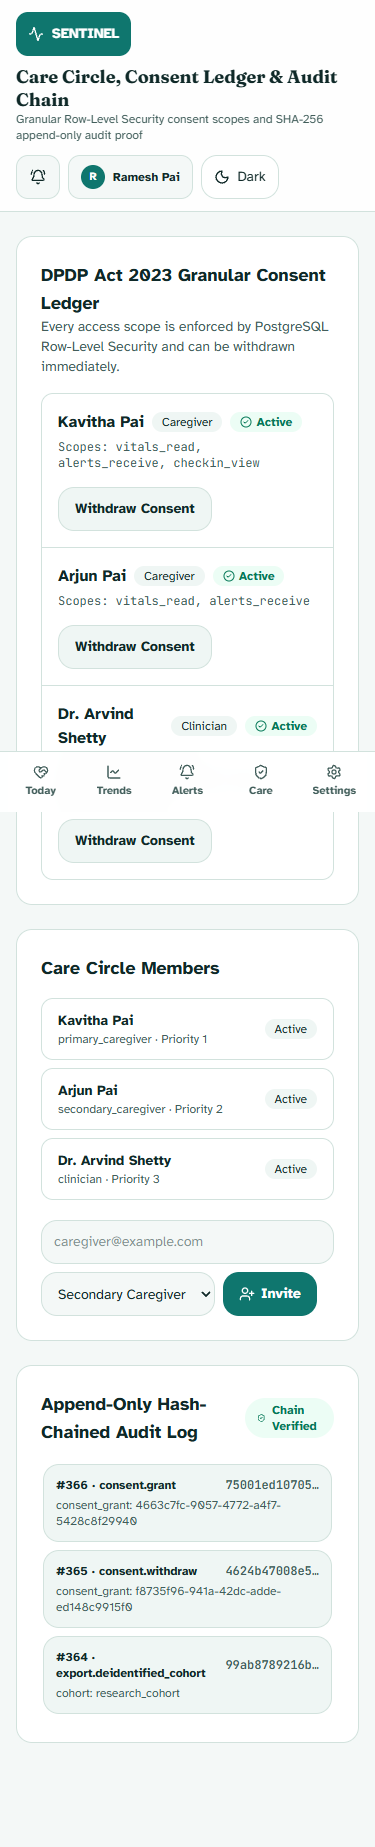 SENTINEL
Care Circle, Consent Ledger & Audit
Chain
Granular Row-Level Security consent scopes and SHA-256
append-only audit proof
R Ramesh Pai
Dark
DPDP Act 2023 Granular Consent
Ledger
Every access scope is enforced by PostgreSQL
Row-Level Security and can be withdrawn
immediately.
Kavitha Pai Caregiver Active
Scopes: vitals_read,
alerts_receive, checkin_view
Withdraw Consent
Arjun Pai Caregiver Active
Scopes: vitals_read, alerts_receive
Withdraw Consent
Dr. Arvind
Shetty
Clinician Active
Today Trends Alerts Care Settings
Withdraw Consent
Care Circle Members
Kavitha Pai
primary_caregiver · Priority 1
Active
Arjun Pai
secondary_caregiver · Priority 2
Active
Dr. Arvind Shetty
clinician · Priority 3
Active
caregiver@example.com
Secondary Caregiver
Invite
Append-Only Hash-
Chained Audit Log
Chain
Verified
#366 · consent.grant 75001ed10705…
consent_grant: 4663c7fc-9057-4772-a4f7-
5428c8f29940
#365 · consent.withdraw 4624b47008e5…
consent_grant: f8735f96-941a-42dc-adde-
ed148c9915f0
#364 ·
export.deidentified_cohort 99ab8789216b…
cohort: research_cohort